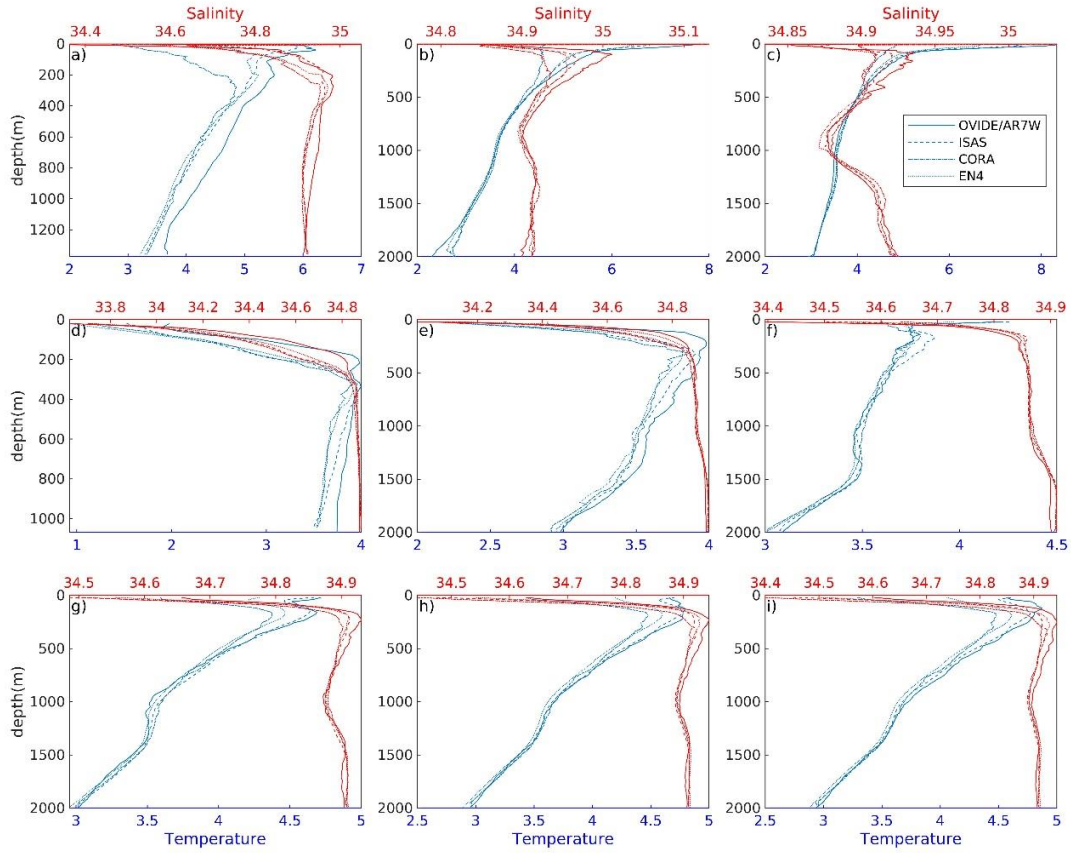 Salinity Salinity Salinity
34.4 34.6 34.8 35 34.8 34.9 35 35.1 34.85 34.9 34.95 35
a) b) c)
0 0 0
200 500 500
400 1000 1000
600 1500 1500
800 2000 2000
1000
1200
depth(m)
OVIDE/AR7W
ISAS
CORA
EN4
2 3 4 5 6 7 2 4 6 8 2 4 6 8
33.8 34 34.2 34.4 34.6 34.8 34.2 34.4 34.6 34.8 34.4 34.5 34.6 34.7 34.8 34.9
d) e) f)
0 0 0
200 500 500
400 1000 1000
600 1500 1500
800 2000 2000
1000
depth(m)
1 2 3 4 2 2.5 3 3.5 4 3 3.5 4 4.5
34.5 34.6 34.7 34.8 34.9 34.5 34.6 34.7 34.8 34.9 34.4 34.5 34.6 34.7 34.8 34.9
g) h) i)
0 0 0
500 500 500
1000 1000 1000
1500 1500 1500
2000 2000 2000
depth(m)
3 3.5 4 4.5 5 2.5 3 3.5 4 4.5 5 2.5 3 3.5 4 4.5 5
Temperature Temperature Temperature